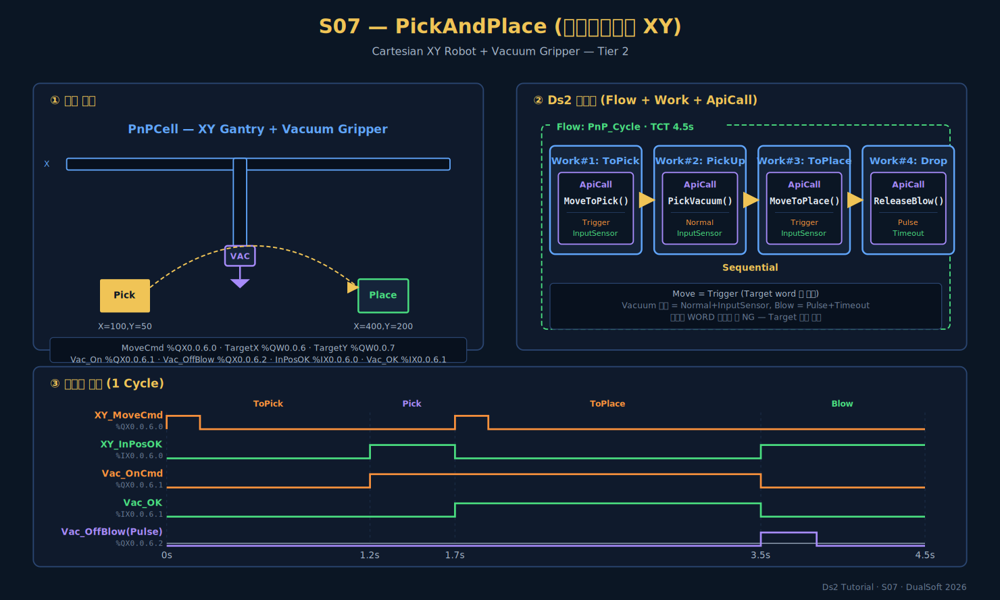 S07 — PickAndPlace ( XY)
Cartesian XY Robot + Vacuum Gripper — Tier 2
①
PnPCell — XY Gantry + Vacuum Gripper
X
VAC
Pick
Place
X=100,Y=50
X=400,Y=200
MoveCmd %QX0.0.6.0 · TargetX %QW0.0.6 · TargetY %QW0.0.7
Vac_On %QX0.0.6.1 · Vac_OffBlow %QX0.0.6.2 · InPosOK %IX0.0.6.0 · Vac_OK %IX0.0.6.1
② Ds2 (Flow + Work + ApiCall)
Flow: PnP_Cycle · TCT 4.5s
Work#1: ToPick
ApiCall
MoveToPick()
Trigger
InputSensor
Work#2: PickUp
ApiCall
PickVacuum()
Normal
InputSensor
Work#3: ToPlace
ApiCall
MoveToPlace()
Trigger
InputSensor
Work#4: Drop
ApiCall
ReleaseBlow()
Pulse
Timeout
Sequential
Move = Trigger (Target word )
Vacuum = Normal+InputSensor, Blow = Pulse+Timeout
WORD NG — Target
③ (1 Cycle)
ToPick Pick ToPlace Blow
XY_MoveCmd
%QX0.0.6.0
XY_InPosOK
%IX0.0.6.0
Vac_OnCmd
%QX0.0.6.1
Vac_OK
%IX0.0.6.1
Vac_OffBlow(Pulse)
%QX0.0.6.2
0s 1.2s 1.7s 3.5s 4.5s
Ds2 Tutorial · S07 · DualSoft 2026